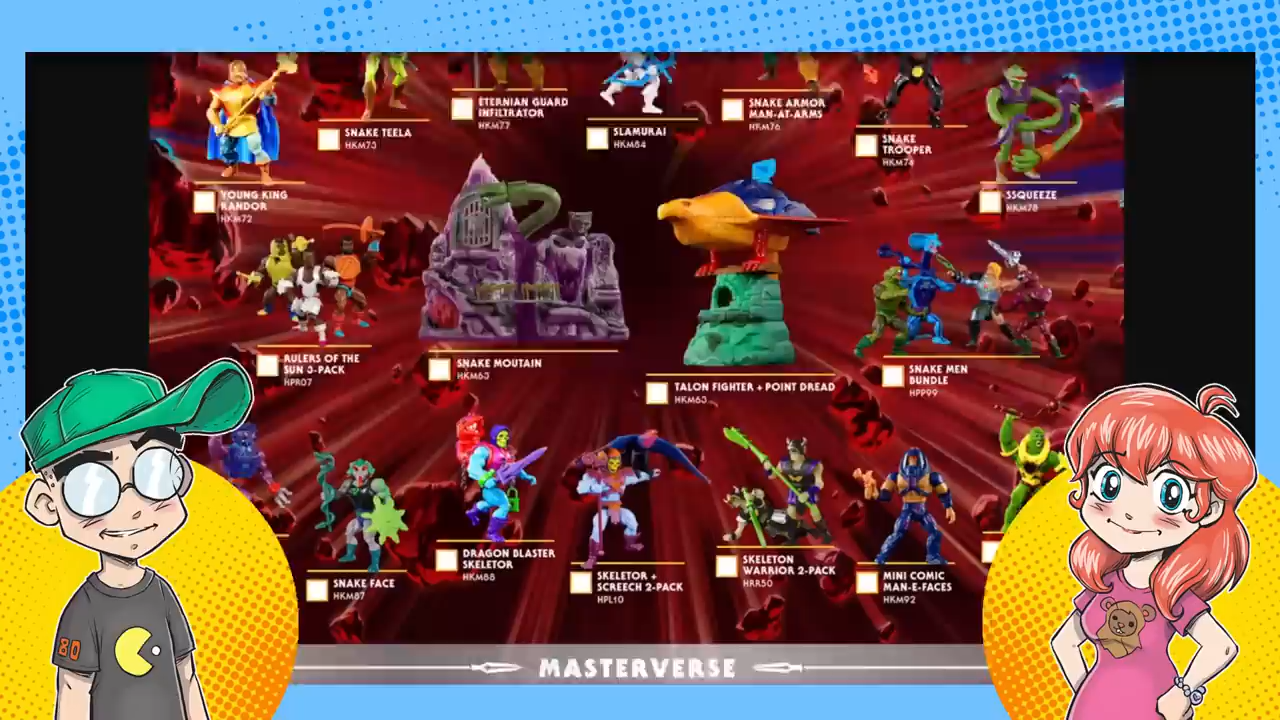 ETERNIAN GUARD
INFILTRATOR
HKM77
SNAKE ARMOR
MAN-AT-ARMS
HKM76
SNAKE TEELA
HKM73
SLAMURAI
HKM84
SNAKE
TROOPER
HKM74
YOUNG KING
RANDOR
HKM72
SSQUEEZE
HKM78
RULERS OF THE
SUN 3-PACK
HPR07
SNAKE MOUTAIN
HKM63
TALON FIGHTER + POINT DREAD
HKM63
SNAKE MEN
BUNDLE
HPP99
DRAGON BLASTER
SKELETOR
HKM88
SKELETON
WARRIOR 2-PACK
HRR50
SNAKE FACE
HKM87
SKELETOR +
SCREECH 2-PACK
HPL10
MINI COMIC
MAN-E-FACES
HKM92
80
MASTERVERSE